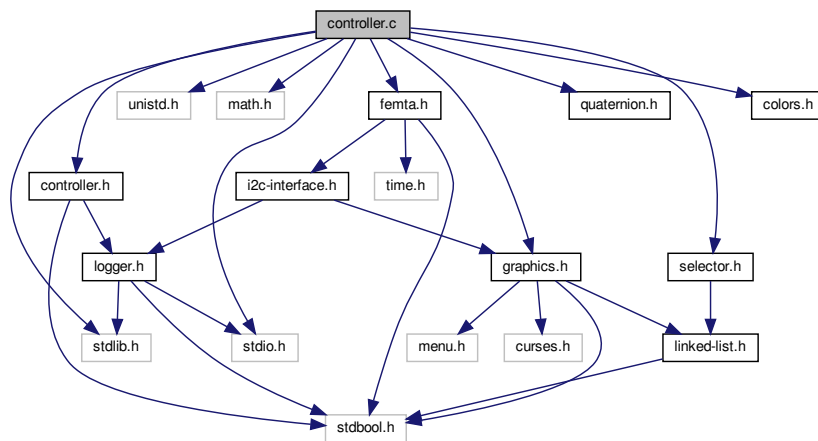 controller.c
unistd.h
math.h
femta.h
quaternion.h
colors.h
controller.h
i2c-interface.h
time.h
logger.h
graphics.h
selector.h
stdlib.h
stdio.h
menu.h
curses.h
linked-list.h
stdbool.h